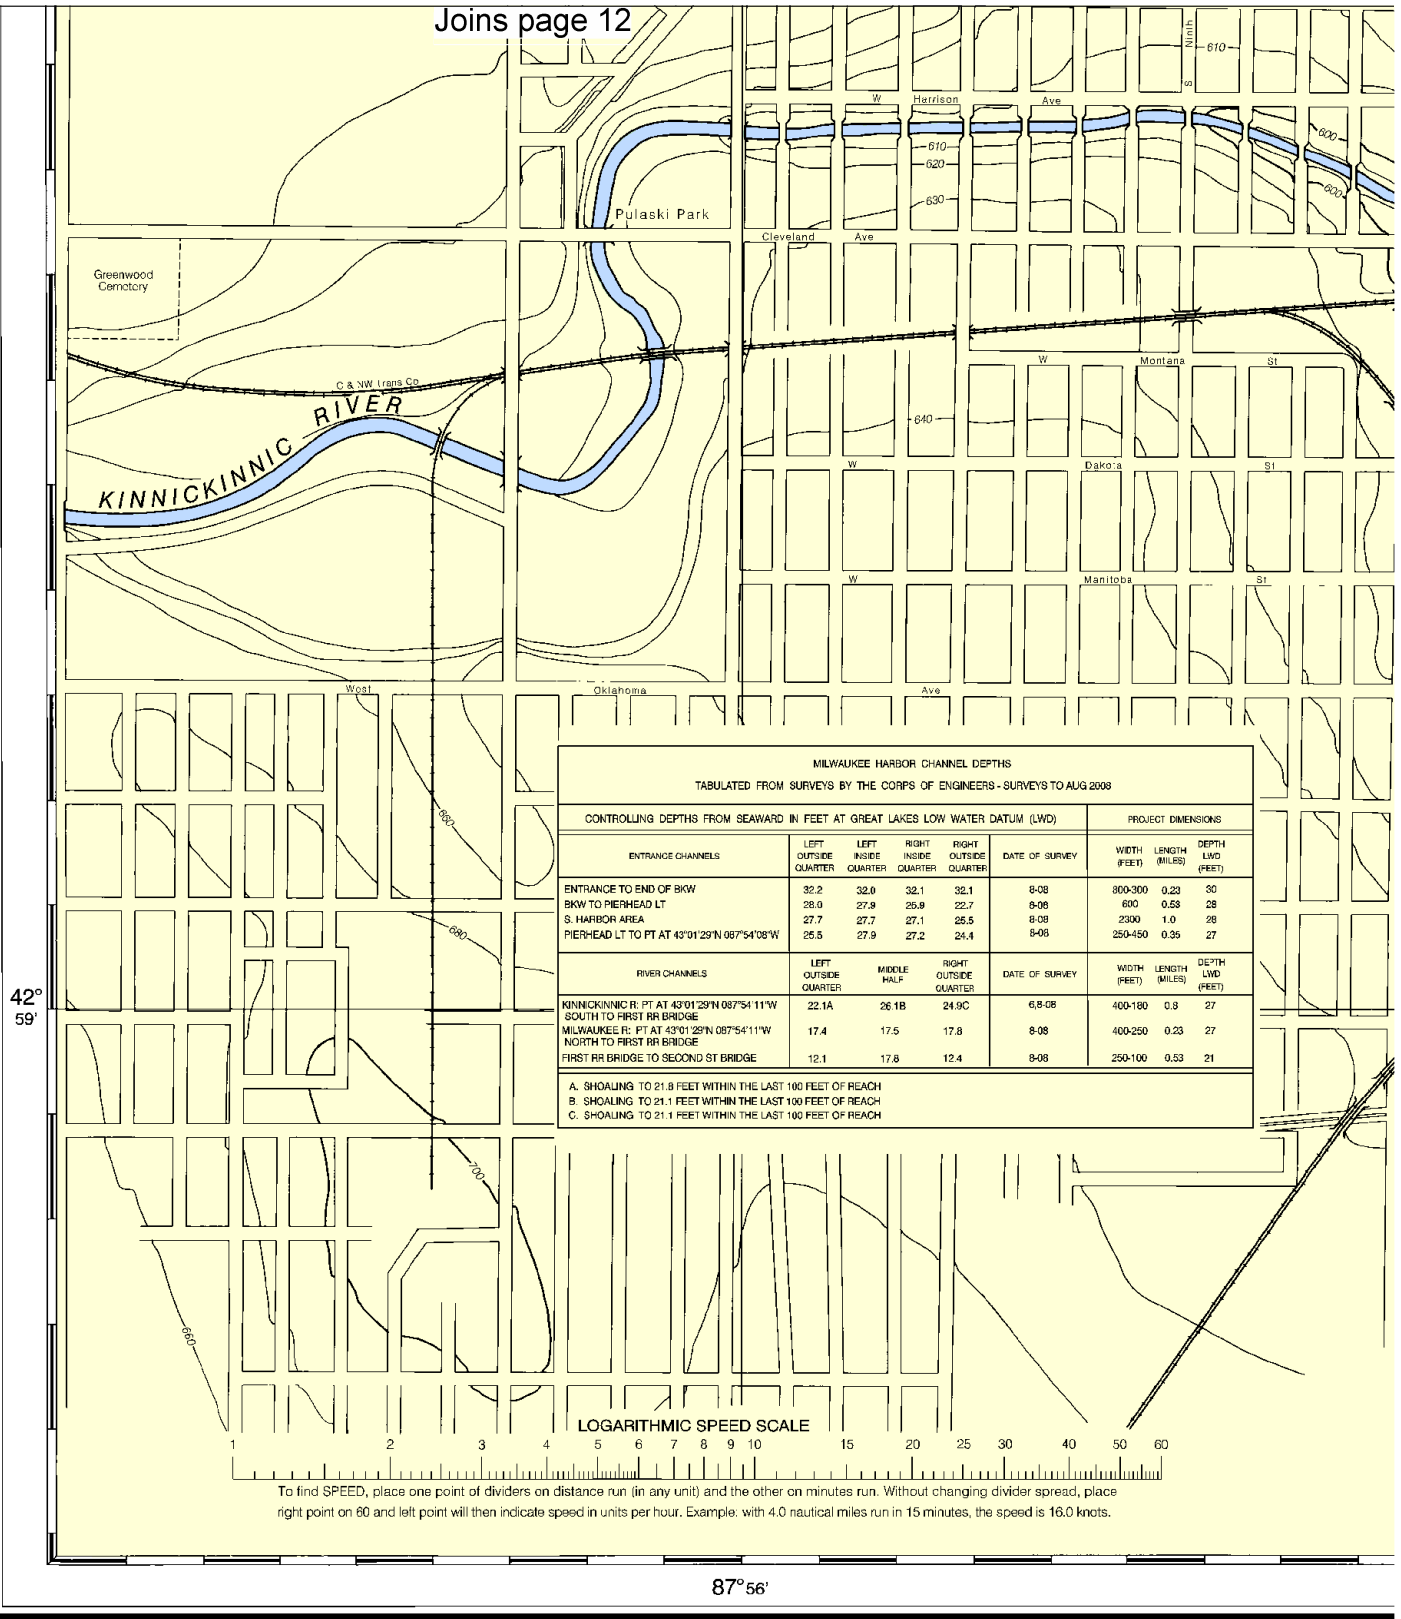 Joins page 12
Ninth
S
610
W Harrison Ave
600
610
620
600
630
Pulaski Park
Cleveland Ave
Greenwood
Cemetery
W Montana St
C & NW Trans Co
KINNICKINNIC RIVER
640
W Dakota St
W Manitoba St
West Oklahoma Ave
MILWAUKEE HARBOR CHANNEL DEPTHS
TABULATED FROM SURVEYS BY THE CORPS OF ENGINEERS - SURVEYS TO AUG 2008
CONTROLLING DEPTHS FROM SEAWARD IN FEET AT GREAT LAKES LOW WATER DATUM (LWD) PROJECT DIMENSIONS
ENTRANCE CHANNELS LEFT OUTSIDE QUARTER LEFT INSIDE QUARTER RIGHT INSIDE QUARTER RIGHT OUTSIDE QUARTER DATE OF SURVEY WIDTH (FEET) LENGTH (MILES) DEPTH LWD (FEET)
ENTRANCE TO END OF BKW 32.2 32.0 32.1 32.1 8-08 800-300 0.23 30
BKW TO PIERHEAD LT 28.0 27.9 25.9 22.7 8-08 600 0.53 28
S. HARBOR AREA 27.7 27.7 27.1 25.5 8-08 2300 1.0 28
PIERHEAD LT TO PT AT 43°01'29"N 087°54'08"W 25.5 27.9 27.2 24.4 8-08 250-450 0.35 27
RIVER CHANNELS LEFT OUTSIDE QUARTER MIDDLE HALF RIGHT OUTSIDE QUARTER DATE OF SURVEY WIDTH (FEET) LENGTH (MILES) DEPTH LWD (FEET)
KINNICKINNIC R: PT AT 43°01'29"N 087°54'11"W 22.1A 26.1B 24.9C 6,8-08 400-180 0.8 27
SOUTH TO FIRST RR BRIDGE
MILWAUKEE R: PT AT 43°01'29"N 087°54'11"W 17.4 17.5 17.8 8-08 400-250 0.23 27
NORTH TO FIRST RR BRIDGE
FIRST RR BRIDGE TO SECOND ST BRIDGE 12.1 17.8 12.4 8-08 250-100 0.53 21
A. SHOALING TO 21.8 FEET WITHIN THE LAST 100 FEET OF REACH
B. SHOALING TO 21.1 FEET WITHIN THE LAST 100 FEET OF REACH
C. SHOALING TO 21.1 FEET WITHIN THE LAST 100 FEET OF REACH
660
680
42°
59'
700
660
LOGARITHMIC SPEED SCALE
1 2 3 4 5 6 7 8 9 10 15 20 25 30 40 50 60
To find SPEED, place one point of dividers on distance run (in any unit) and the other on minutes run. Without changing divider spread, place
right point on 60 and left point will then indicate speed in units per hour. Example: with 4.0 nautical miles run in 15 minutes, the speed is 16.0 knots.
87°56'